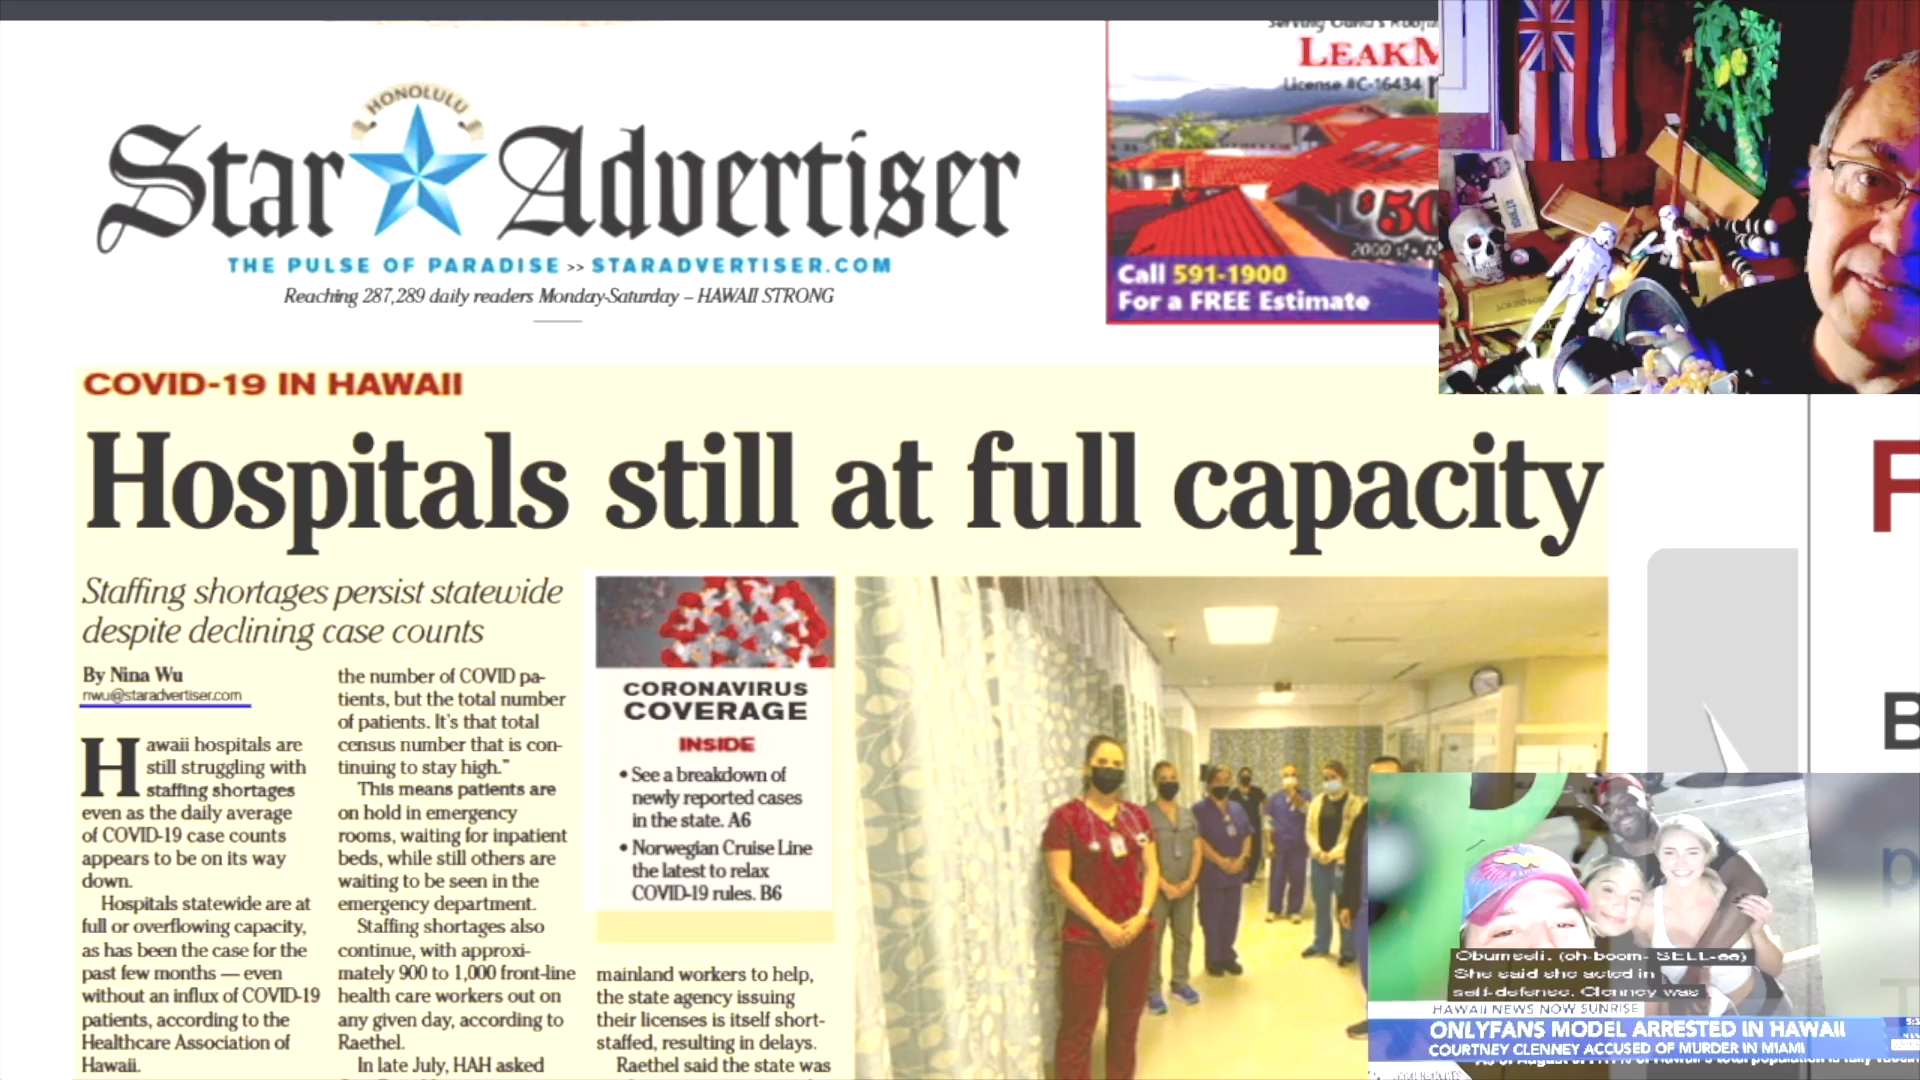 HONOLULU
Star Advertiser
THE PULSE OF PARADISE >> STARADVERTISER.COM
Reaching 287,289 daily readers Monday-Saturday – HAWAII STRONG
Serving Oahu's
LEAKM
License #C-16434
$50
2000 sf
Call 591-1900
For a FREE Estimate
COVID-19 IN HAWAII
Hospitals still at full capacity
Staffing shortages persist statewide
despite declining case counts
By Nina Wu
nwu@staradvertiser.com
Hawaii hospitals are
still struggling with
staffing shortages
even as the daily average
of COVID-19 case counts
appears to be on its way
down.
Hospitals statewide are at
full or overflowing capacity,
as has been the case for the
past few months — even
without an influx of COVID-19
patients, according to the
Healthcare Association of
Hawaii.
the number of COVID pa-
tients, but the total number
of patients. It's that total
census number that is con-
tinuing to stay high."
This means patients are
on hold in emergency
rooms, waiting for inpatient
beds, while still others are
waiting to be seen in the
emergency department.
Staffing shortages also
continue, with approxi-
mately 900 to 1,000 front-line
health care workers out on
any given day, according to
Raethel.
In late July, HAH asked
CORONAVIRUS
COVERAGE
INSIDE
• See a breakdown of
newly reported cases
in the state. A6
• Norwegian Cruise Line
the latest to relax
COVID-19 rules. B6
mainland workers to help,
the state agency issuing
their licenses is itself short-
staffed, resulting in delays.
Raethel said the state was
F
B
p
Obumseli. (oh-boom- SELL-ee)
She said she acted in
self-defense. Clenney was
HAWAII NEWS NOW SUNRISE
ONLYFANS MODEL ARRESTED IN HAWAII
COURTNEY CLENNEY ACCUSED OF MURDER IN MIAMI